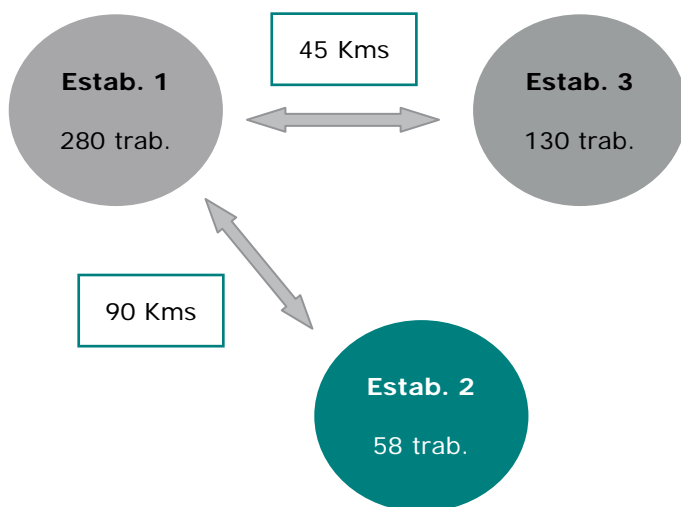 45 Kms
Estab. 1
280 trab.
Estab. 3
130 trab.
90 Kms
Estab. 2
58 trab.